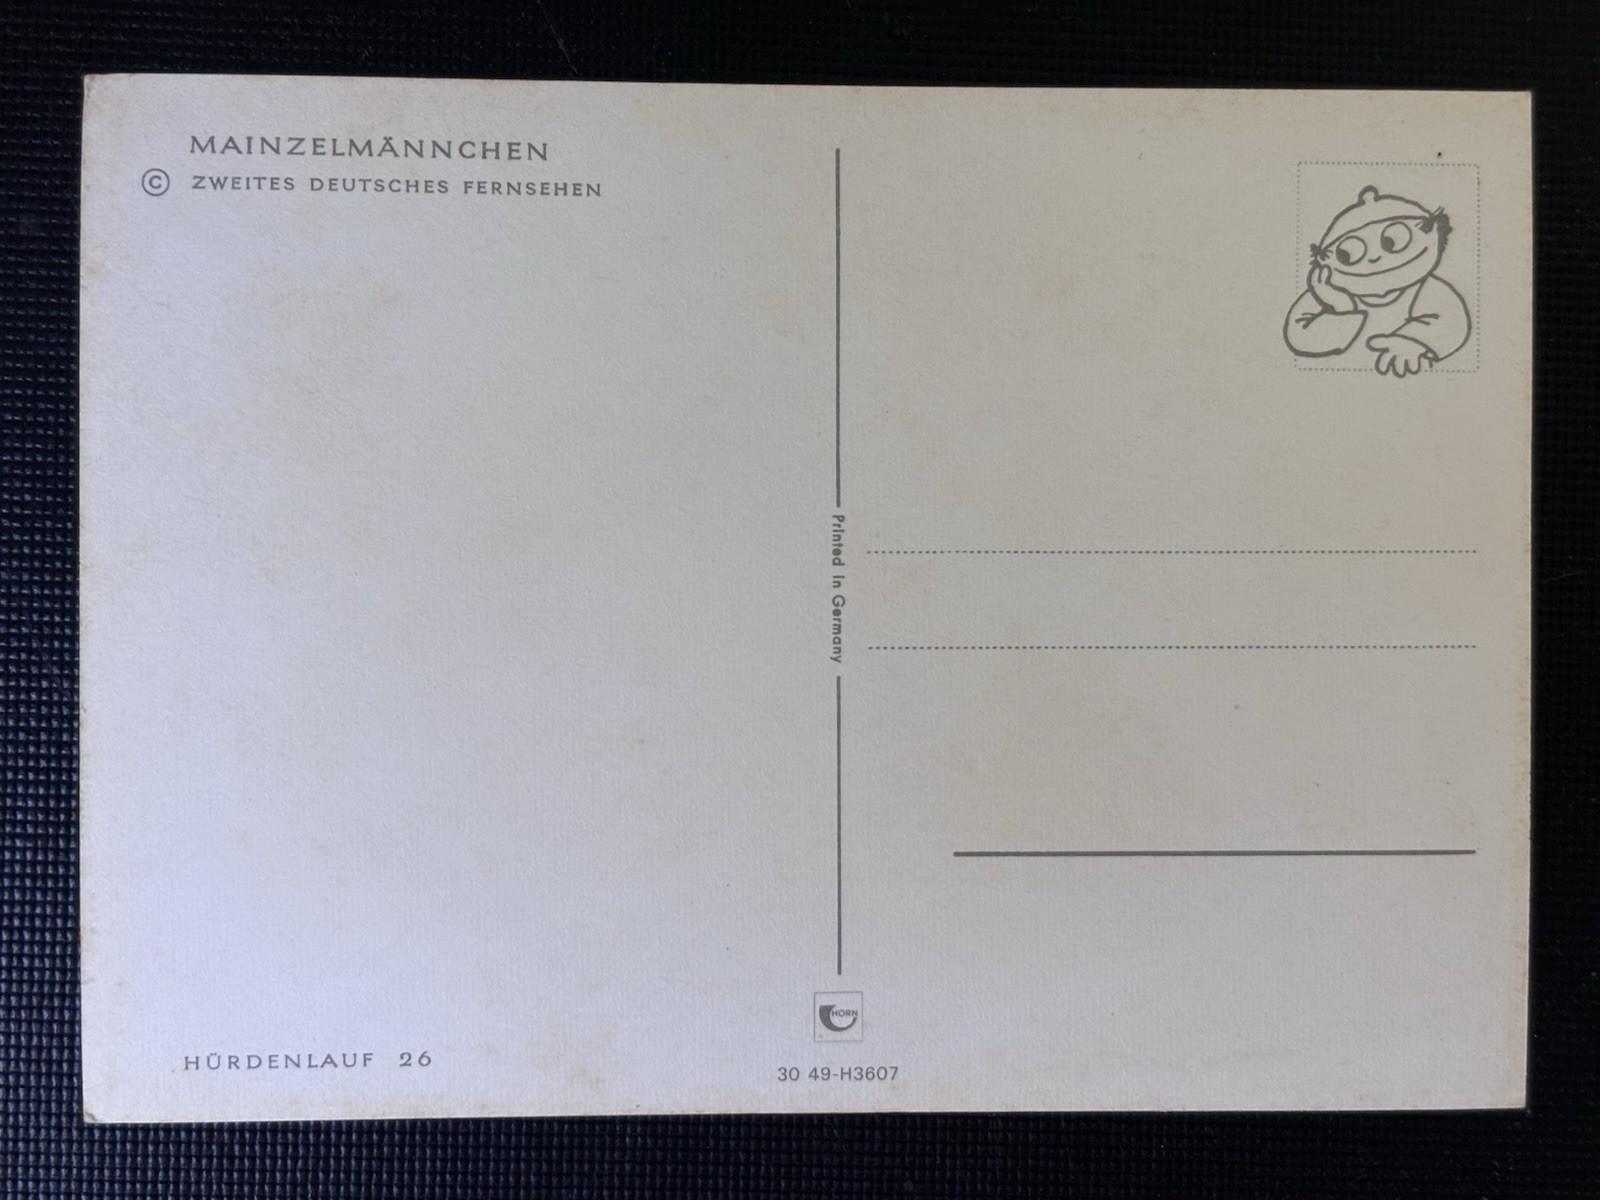 MAINZELMÄNNCHEN
© ZWEITES DEUTSCHES FERNSEHEN
Printed in Germany
HORN
HÜRDENLAUF 26
30 49-H3607